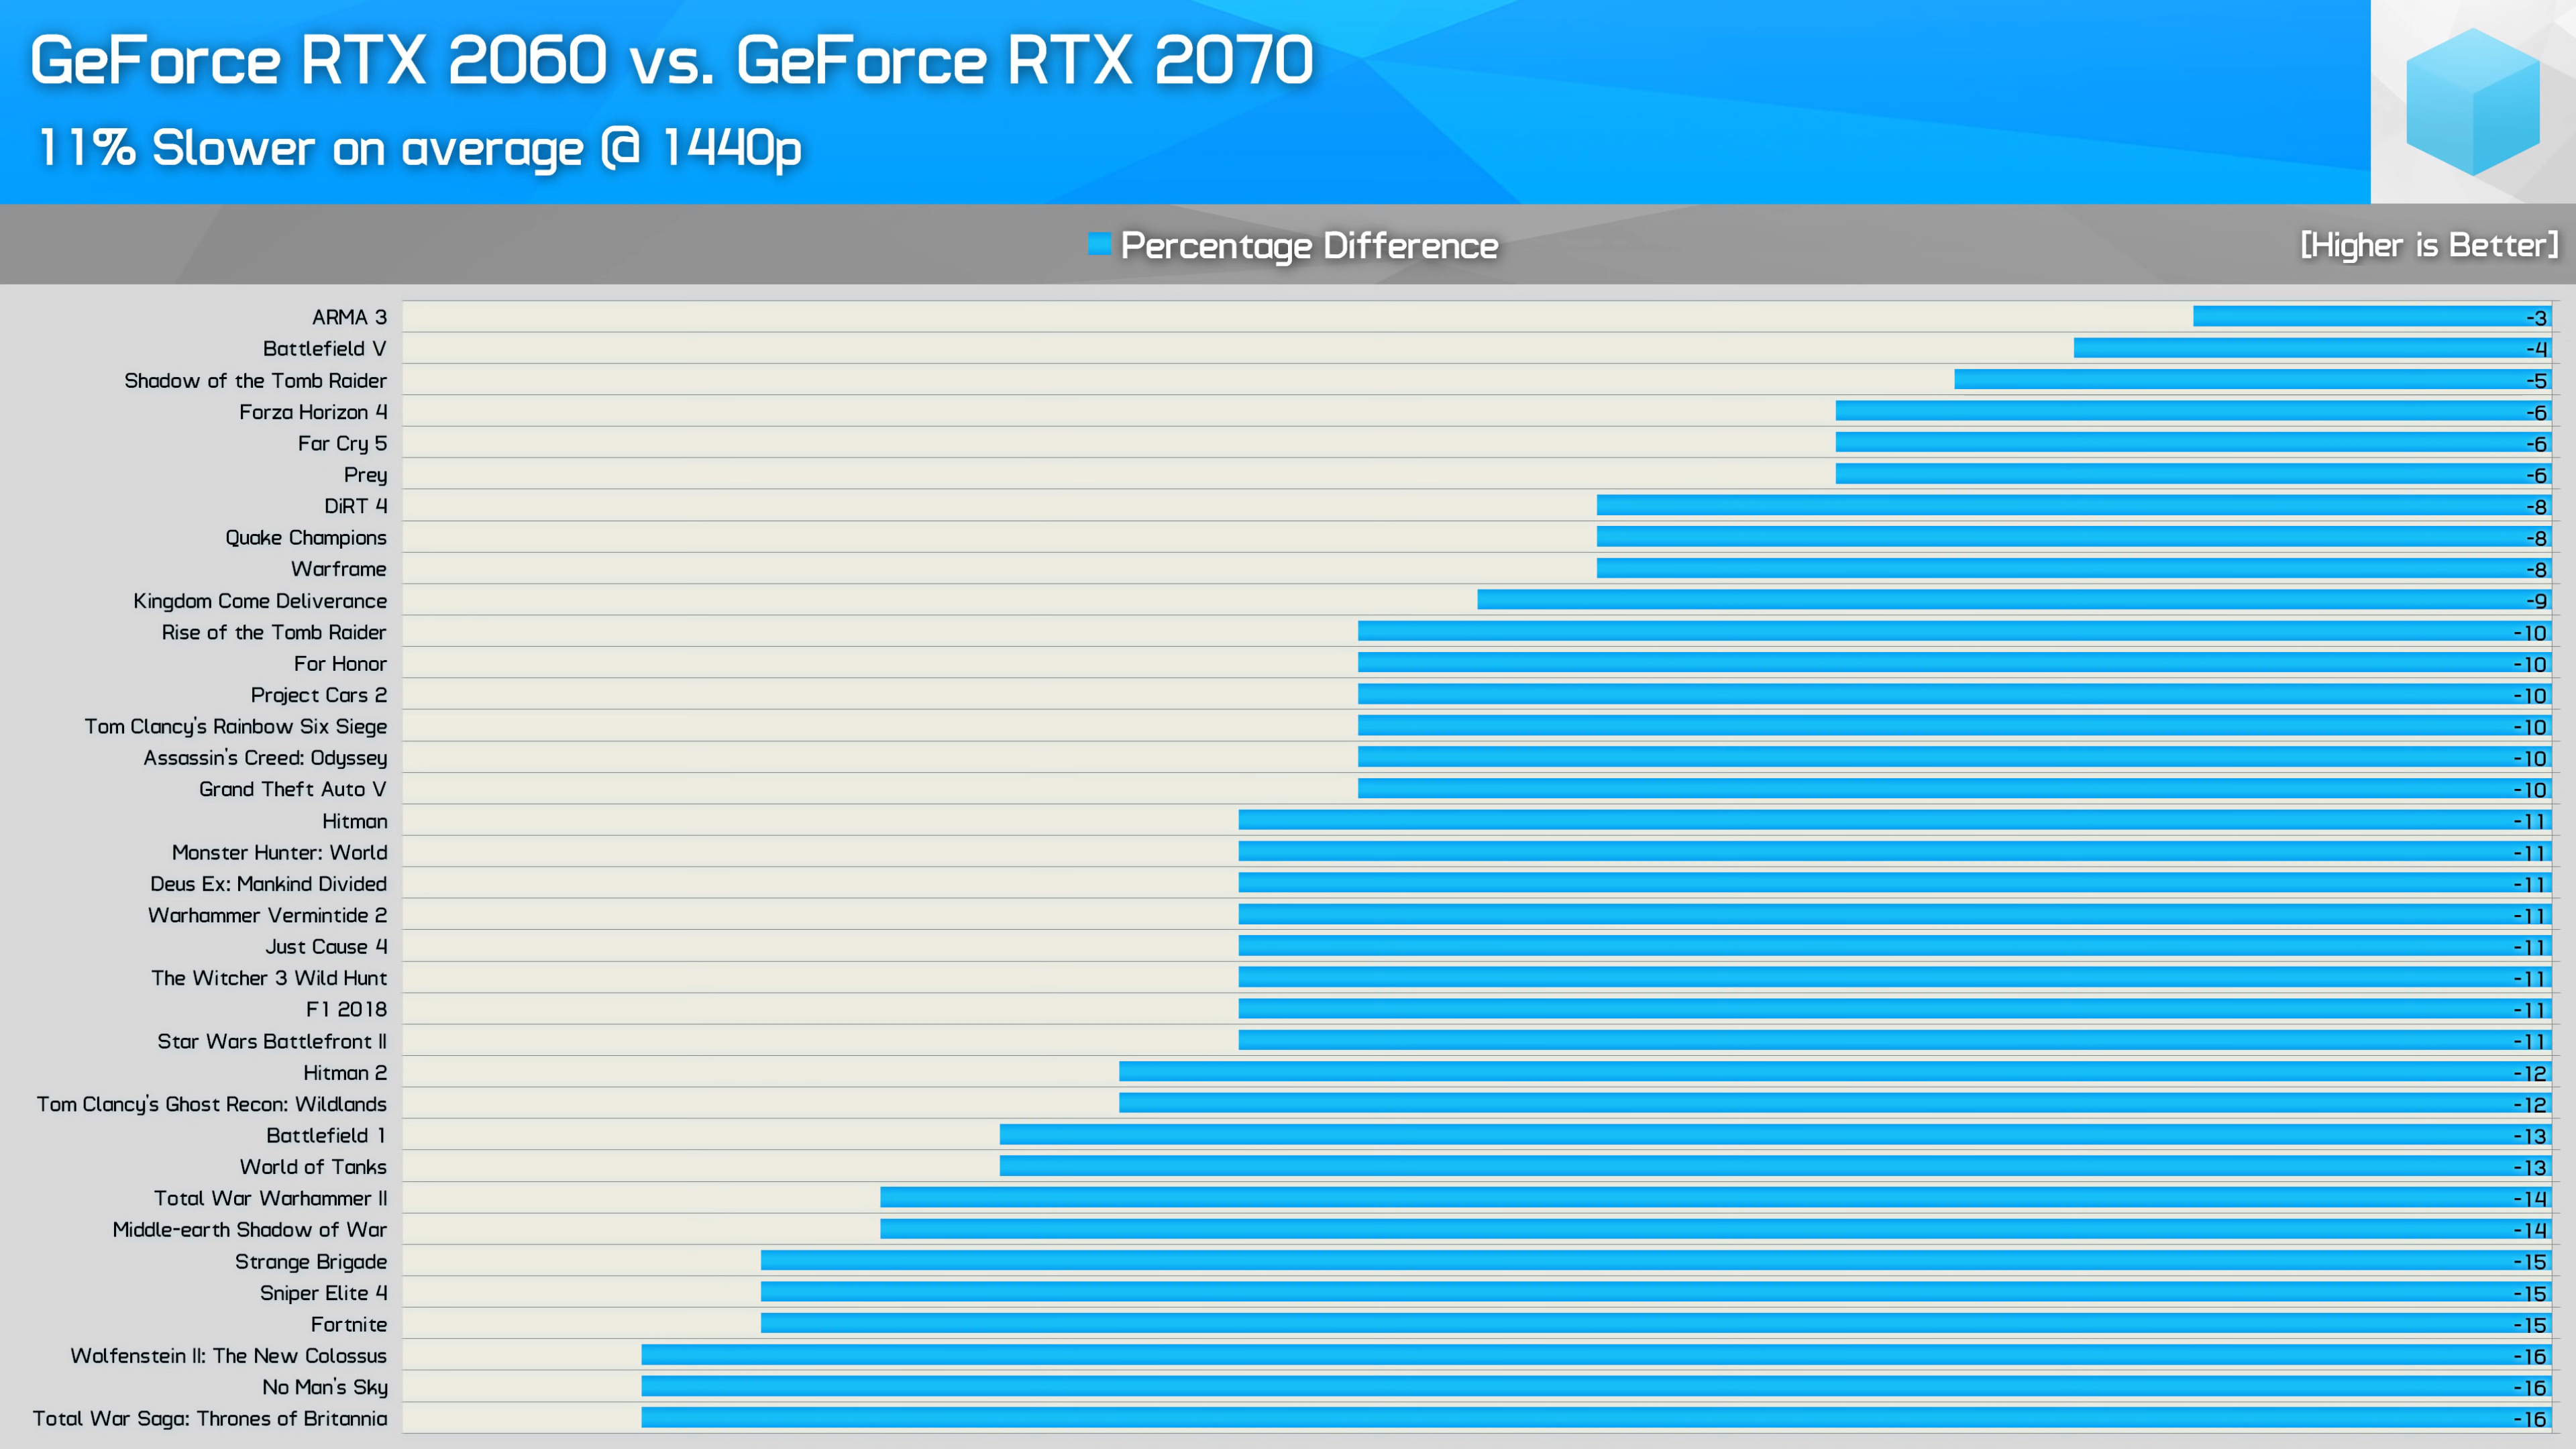 GeForce RTX 2060 vs. GeForce RTX 2070
11% Slower on average @ 1440p
Percentage Difference
[Higher is Better]
ARMA 3 -3
Battlefield V -4
Shadow of the Tomb Raider -5
Forza Horizon 4 -6
Far Cry 5 -6
Prey -6
DiRT 4 -8
Quake Champions -8
Warframe -8
Kingdom Come Deliverance -9
Rise of the Tomb Raider -10
For Honor -10
Project Cars 2 -10
Tom Clancy's Rainbow Six Siege -10
Assassin's Creed: Odyssey -10
Grand Theft Auto V -10
Hitman -11
Monster Hunter: World -11
Deus Ex: Mankind Divided -11
Warhammer Vermintide 2 -11
Just Cause 4 -11
The Witcher 3 Wild Hunt -11
F1 2018 -11
Star Wars Battlefront II -11
Hitman 2 -12
Tom Clancy's Ghost Recon: Wildlands -12
Battlefield 1 -13
World of Tanks -13
Total War Warhammer II -14
Middle-earth Shadow of War -14
Strange Brigade -15
Sniper Elite 4 -15
Fortnite -15
Wolfenstein II: The New Colossus -16
No Man's Sky -16
Total War Saga: Thrones of Britannia -16